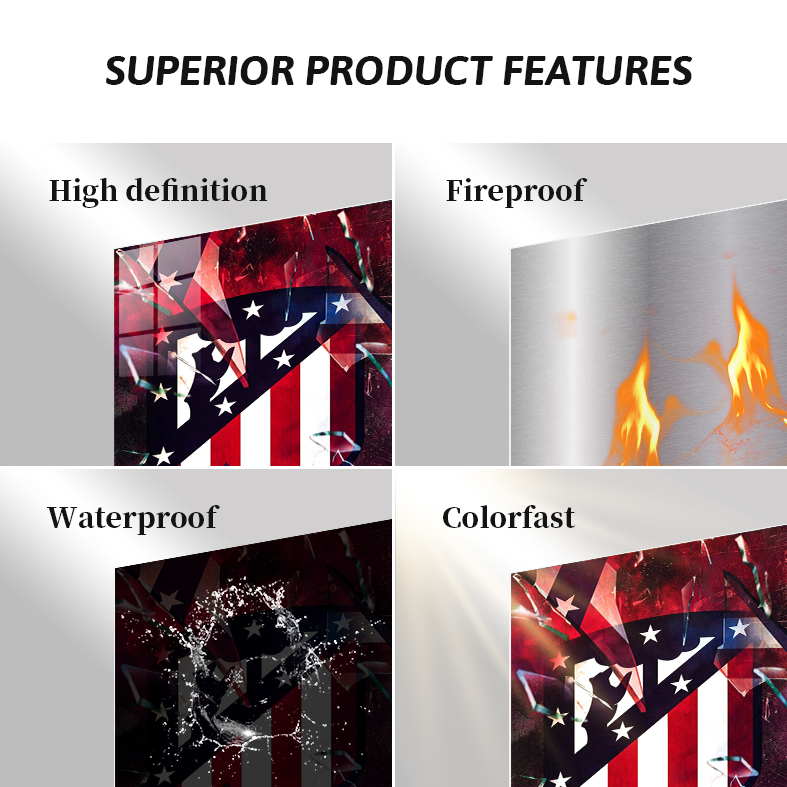 SUPERIOR PRODUCT FEATURES
High definition
Fireproof
Waterproof
Colorfast